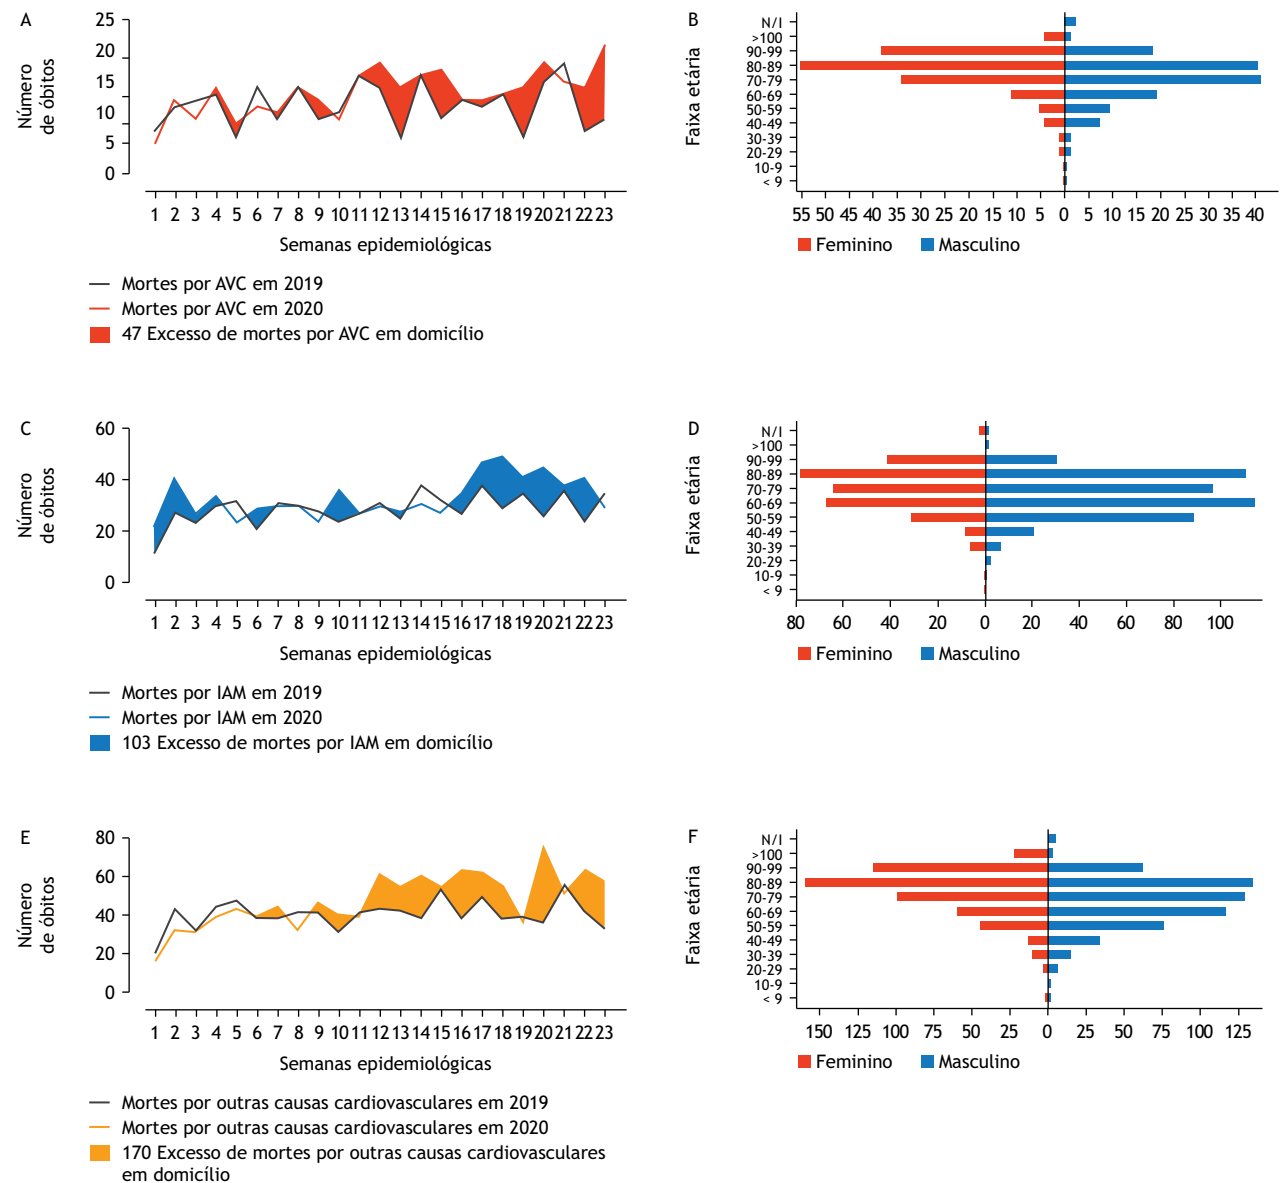 A
Número
de óbitos
25
20
15
10
5
0
1 2 3 4 5 6 7 8 9 10 11 12 13 14 15 16 17 18 19 20 21 22 23
Semanas epidemiológicas
Mortes por AVC em 2019
Mortes por AVC em 2020
47 Excesso de mortes por AVC em domicílio
B
Faixa etária
N/I
>100
90-99
80-89
70-79
60-69
50-59
40-49
30-39
20-29
10-9
< 9
55 50 45 40 35 30 25 20 15 10 5 0 5 10 15 20 25 30 35 40
Feminino Masculino
C
Número
de óbitos
60
40
20
0
1 2 3 4 5 6 7 8 9 10 11 12 13 14 15 16 17 18 19 20 21 22 23
Semanas epidemiológicas
Mortes por IAM em 2019
Mortes por IAM em 2020
103 Excesso de mortes por IAM em domicílio
D
Faixa etária
N/I
>100
90-99
80-89
70-79
60-69
50-59
40-49
30-39
20-29
10-9
< 9
80 60 40 20 0 20 40 60 80 100
Feminino Masculino
E
Número
de óbitos
80
60
40
20
0
1 2 3 4 5 6 7 8 9 10 11 12 13 14 15 16 17 18 19 20 21 22 23
Semanas epidemiológicas
Mortes por outras causas cardiovasculares em 2019
Mortes por outras causas cardiovasculares em 2020
170 Excesso de mortes por outras causas cardiovasculares
em domicílio
F
Faixa etária
N/I
>100
90-99
80-89
70-79
60-69
50-59
40-49
30-39
20-29
10-9
< 9
150 125 100 75 50 25 0 25 50 75 100 125
Feminino Masculino